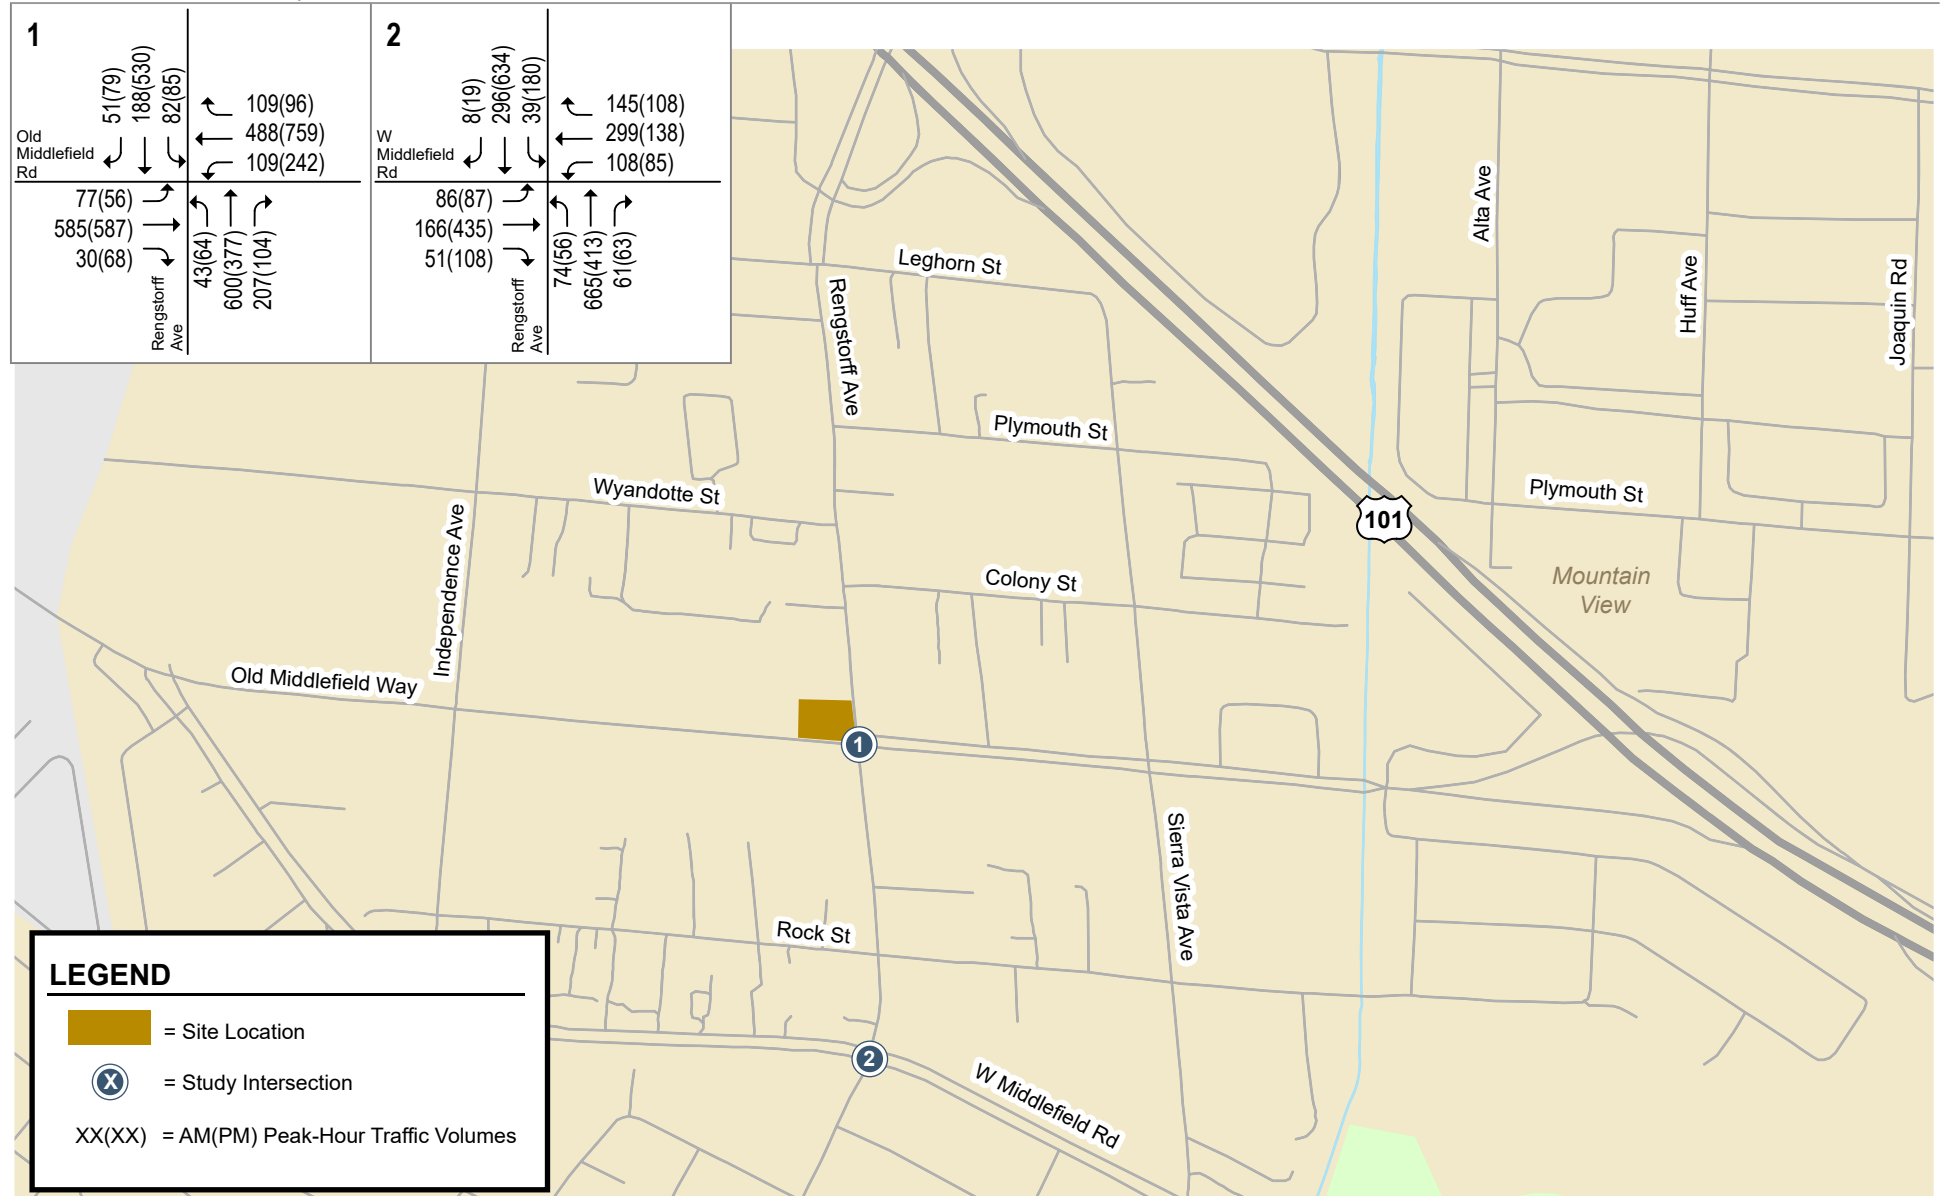 1
51(79)
188(530)
82(85)
109(96)
488(759)
109(242)
Old
Middlefield
Rd
77(56)
585(587)
30(68)
43(64)
600(377)
207(104)
Rengstorff
Ave
2
8(19)
296(634)
39(180)
145(108)
299(138)
108(85)
W
Middlefield
Rd
86(87)
166(435)
51(108)
74(56)
665(413)
61(63)
Rengstorff
Ave
Leghorn St
Rengstorff Ave
Alta Ave
Huff Ave
Joaquin Rd
Plymouth St
Wyandotte St
Plymouth St
101
Independence Ave
Colony St
Mountain
View
Old Middlefield Way
1
Sierra Vista Ave
Rock St
2
W Middlefield Rd
LEGEND
= Site Location
X = Study Intersection
XX(XX) = AM(PM) Peak-Hour Traffic Volumes